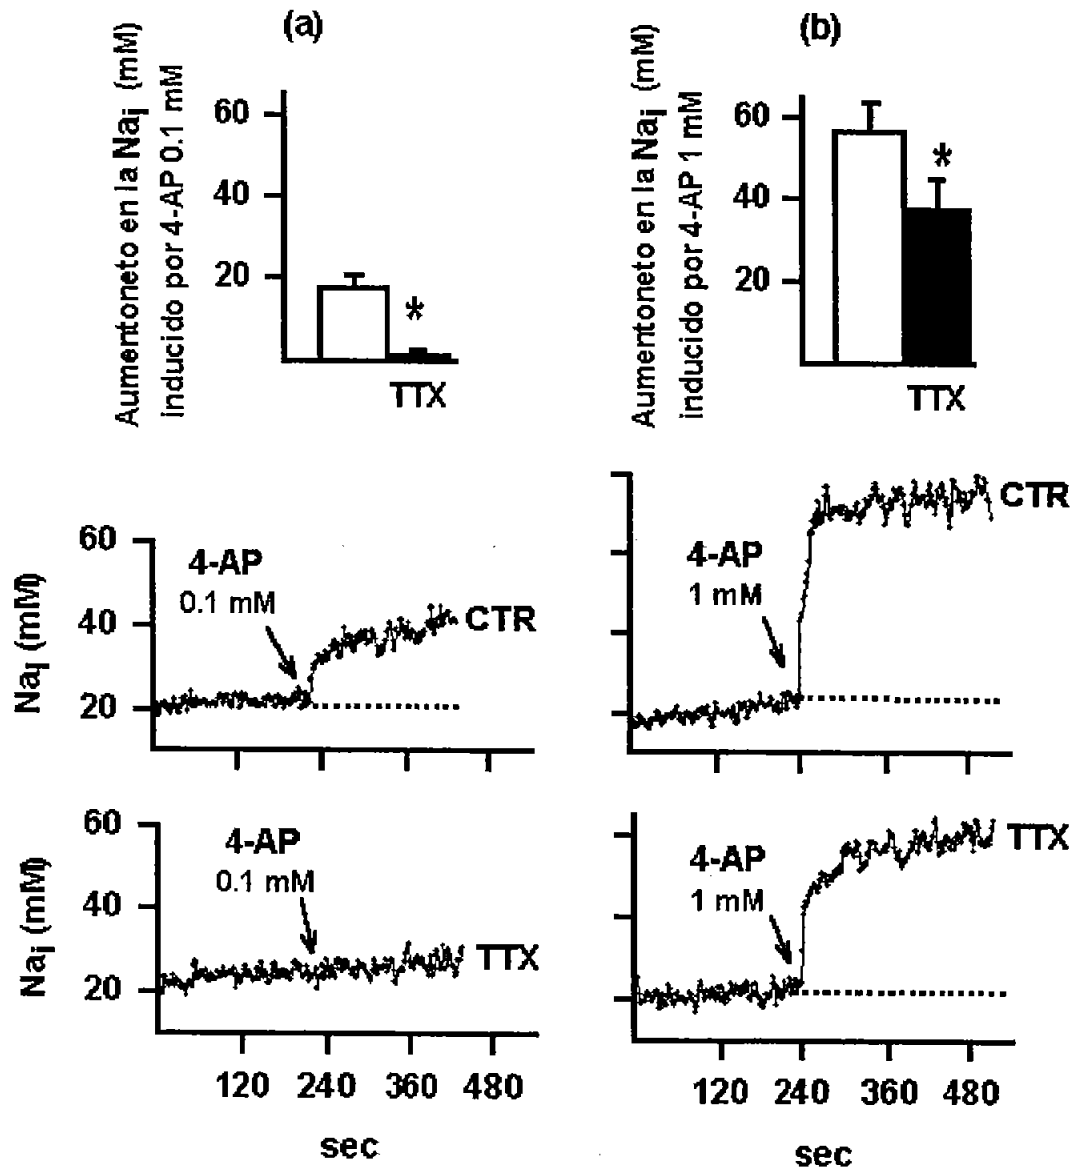 (a)
Aumentoneto en la Nai (mM)
inducido por 4-AP 0.1 mM
60
40
20
*
TTX
(b)
Aumentoneto en la Nai (mM)
inducido por 4-AP 1 mM
60
40
20
*
TTX
Nai (mM)
60
40
20
4-AP
0.1 mM
CTR
4-AP
1 mM
CTR
Nai (mM)
60
40
20
4-AP
0.1 mM
TTX
120 240 360 480
sec
4-AP
1 mM
TTX
120 240 360 480
sec